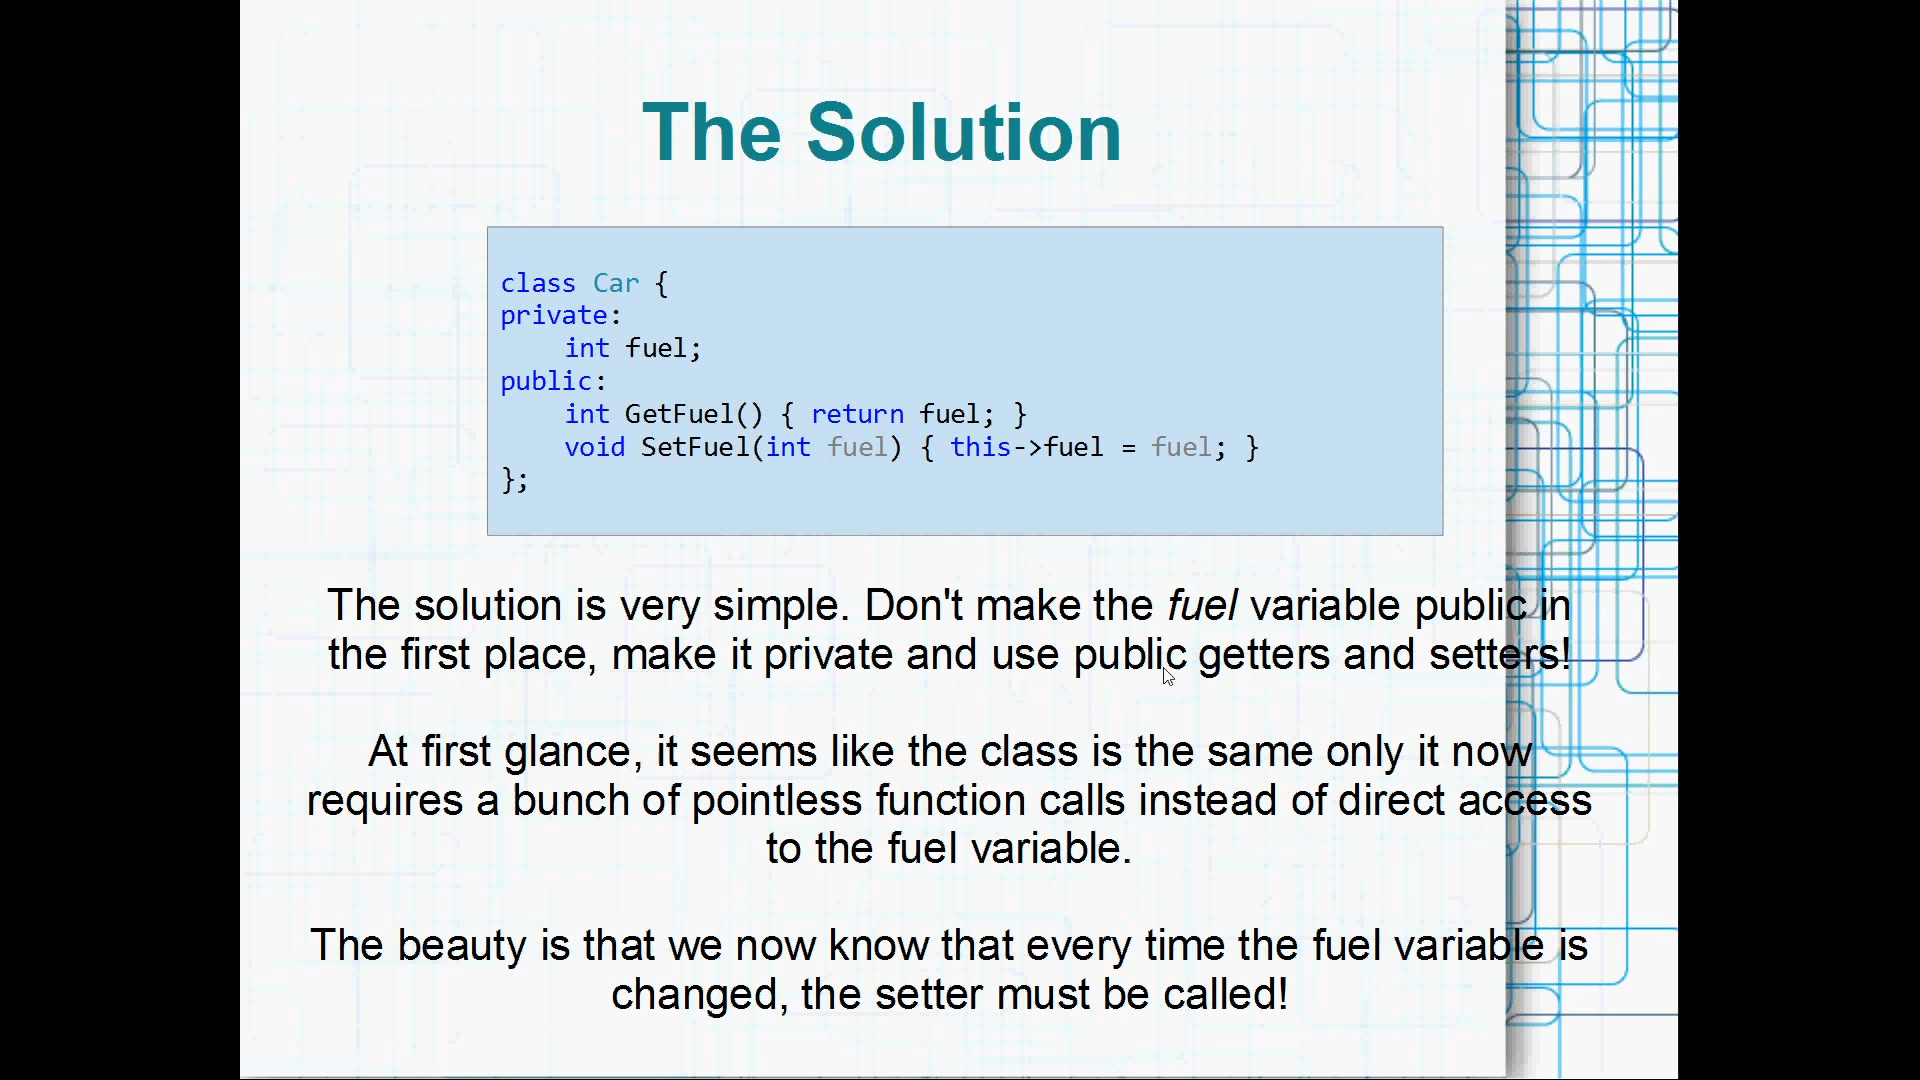 The Solution
class Car {
private:
    int fuel;
public:
    int GetFuel() { return fuel; }
    void SetFuel(int fuel) { this->fuel = fuel; }
};
The solution is very simple. Don't make the fuel variable public in
the first place, make it private and use public getters and setters!
At first glance, it seems like the class is the same only it now
requires a bunch of pointless function calls instead of direct access
to the fuel variable.
The beauty is that we now know that every time the fuel variable is
changed, the setter must be called!